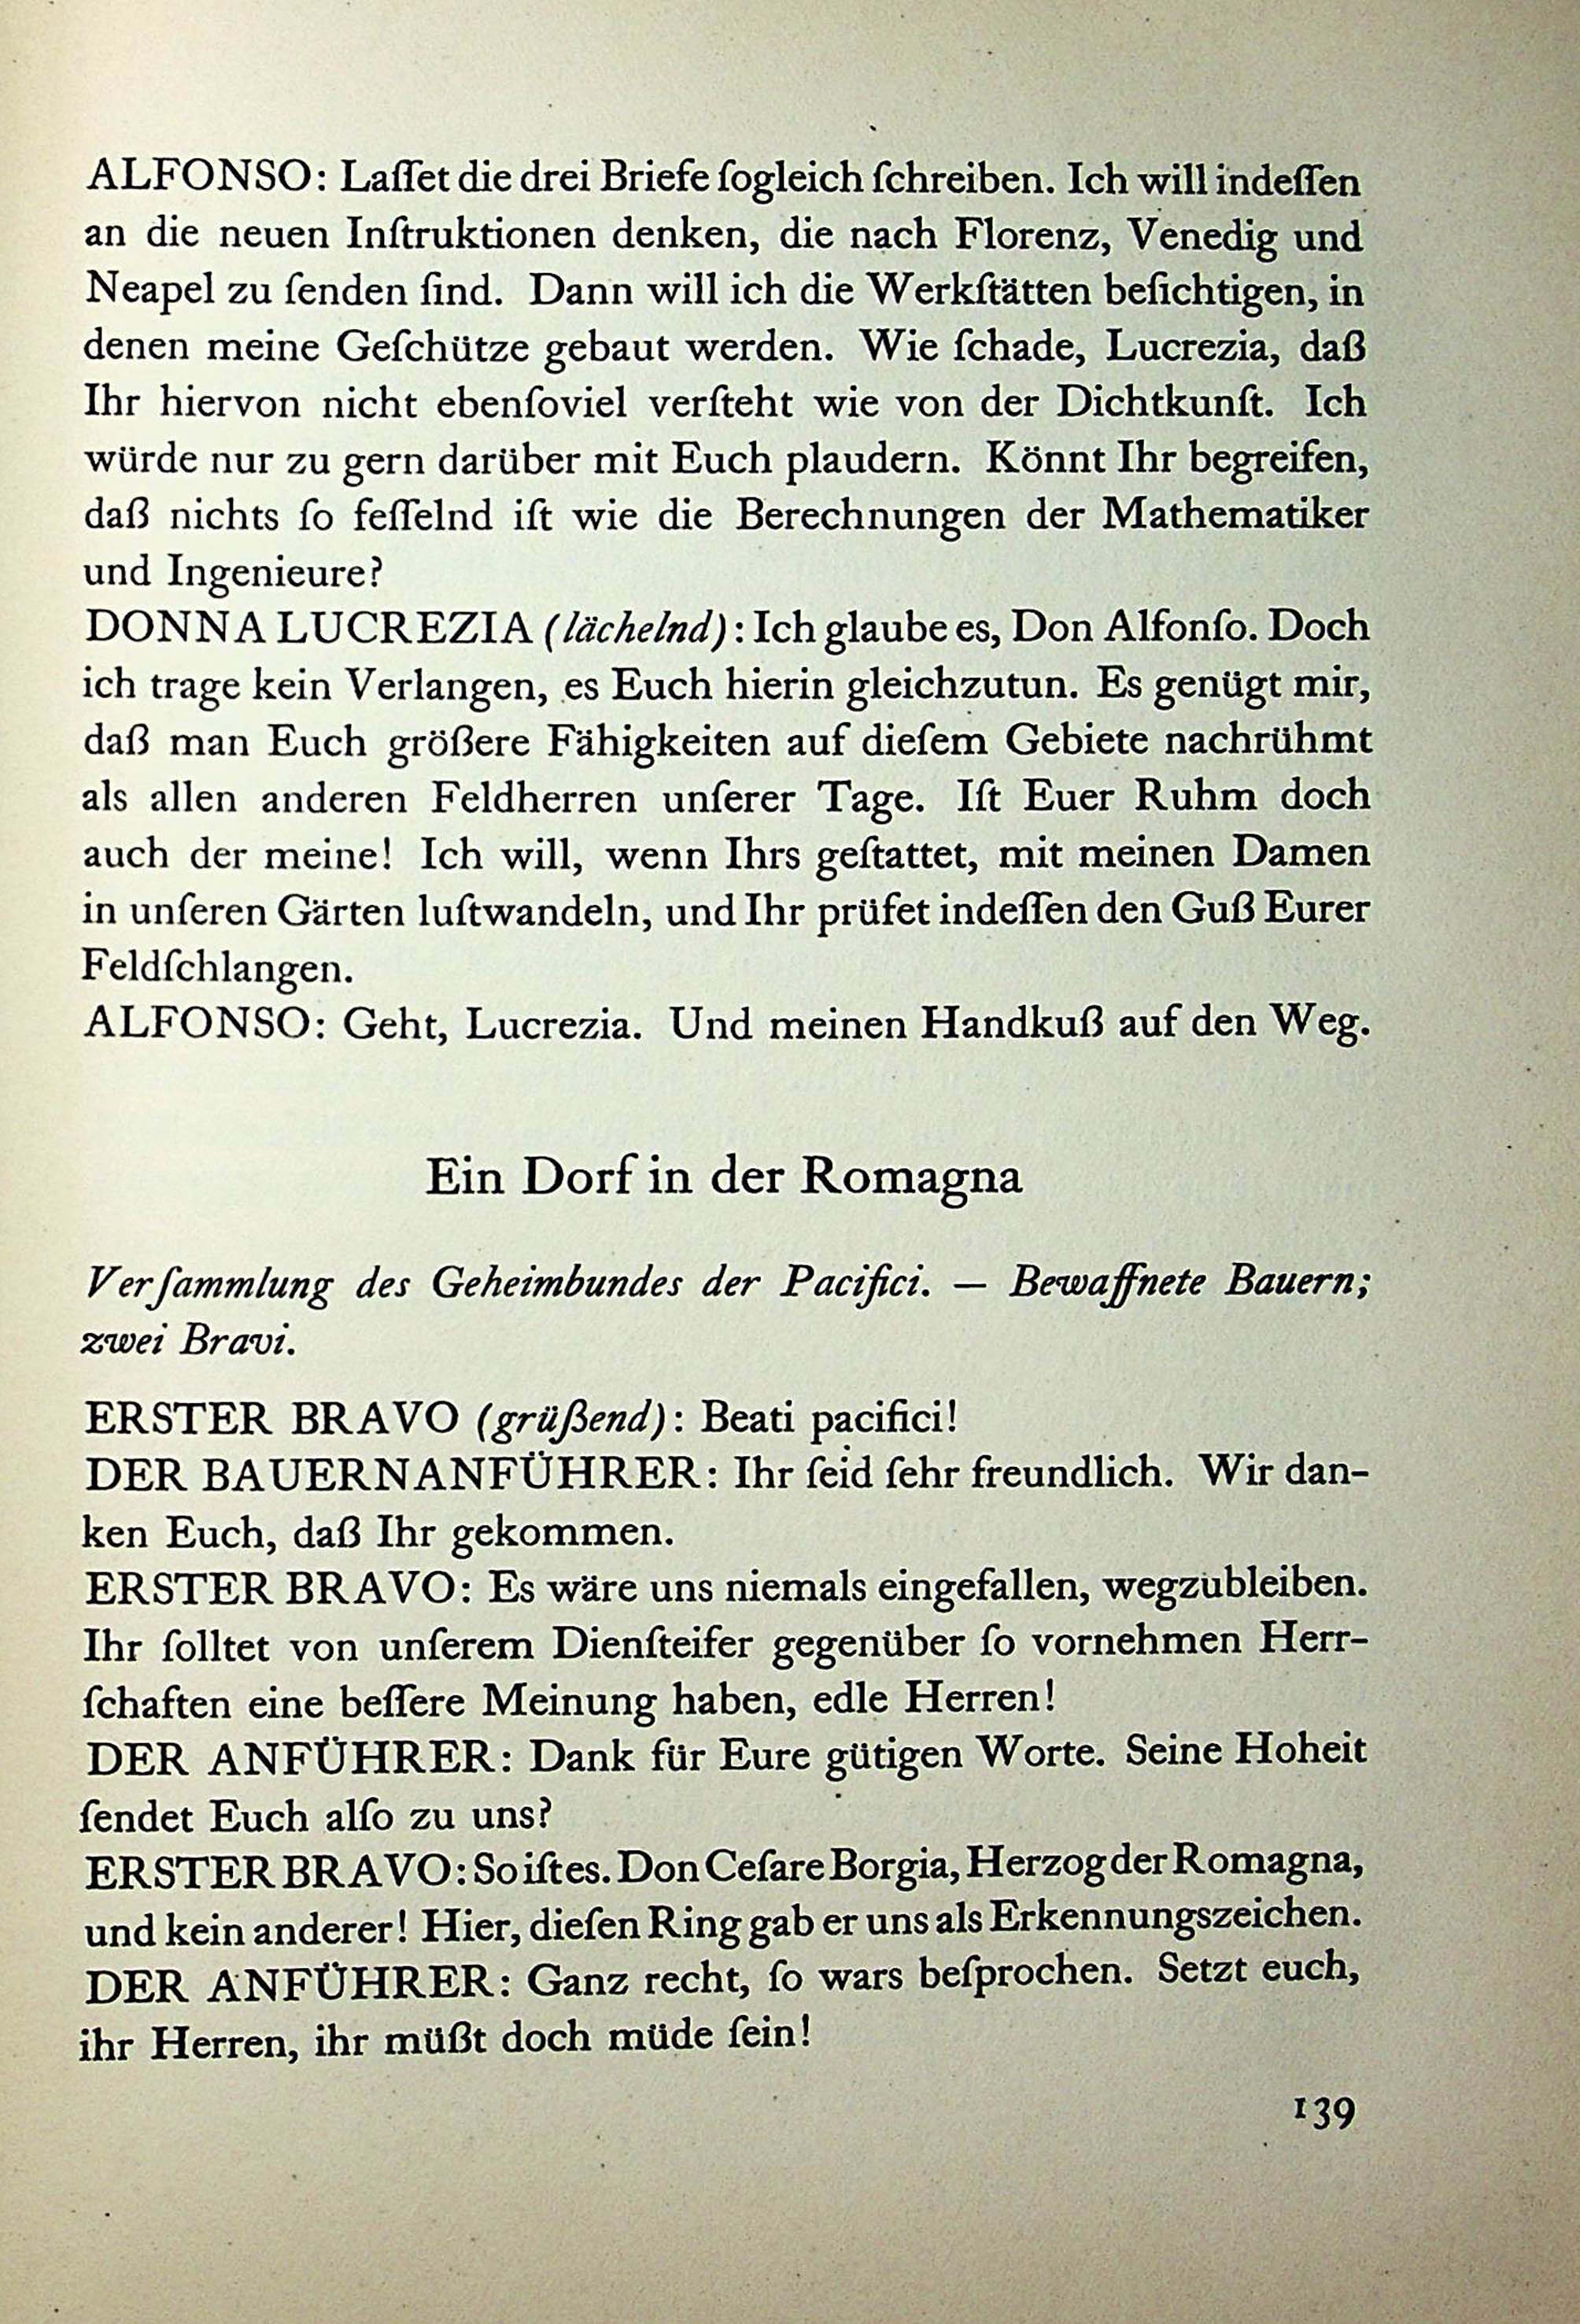 ALFONSO: Laſſet die drei Briefe ſogleich ſchreiben. Ich will indeſſen
an die neuen Inſtruktionen denken, die nach Florenz, Venedig und
Neapel zu ſenden ſind. Dann will ich die Werkſtätten beſichtigen, in
denen meine Geſchütze gebaut werden. Wie ſchade, Lucrezia, daß
Ihr hiervon nicht ebenſoviel verſteht wie von der Dichtkunſt. Ich
würde nur zu gern darüber mit Euch plaudern. Könnt Ihr begreifen,
daß nichts ſo feſſelnd iſt wie die Berechnungen der Mathematiker
und Ingenieure?
DONNA LUCREZIA (lächelnd): Ich glaube es, Don Alfonſo. Doch
ich trage kein Verlangen, es Euch hierin gleichzutun. Es genügt mir,
daß man Euch größere Fähigkeiten auf dieſem Gebiete nachrühmt
als allen anderen Feldherren unſerer Tage. Iſt Euer Ruhm doch
auch der meine! Ich will, wenn Ihrs geſtattet, mit meinen Damen
in unſeren Gärten luſtwandeln, und Ihr prüfet indeſſen den Guß Eurer
Feldſchlangen.
ALFONSO: Geht, Lucrezia. Und meinen Handkuß auf den Weg.
Ein Dorf in der Romagna
Verſammlung des Geheimbundes der Pacifici. — Bewaffnete Bauern;
zwei Bravi.
ERSTER BRAVO (grüßend): Beati pacifici!
DER BAUERNANFÜHRER: Ihr ſeid ſehr freundlich. Wir dan-
ken Euch, daß Ihr gekommen.
ERSTER BRAVO: Es wäre uns niemals eingefallen, wegzubleiben.
Ihr ſolltet von unſerem Dienſteifer gegenüber ſo vornehmen Herr-
ſchaften eine beſſere Meinung haben, edle Herren!
DER ANFÜHRER: Dank für Eure gütigen Worte. Seine Hoheit
ſendet Euch alſo zu uns?
ERSTER BRAVO: So iſt es. Don Ceſare Borgia, Herzog der Romagna,
und kein anderer! Hier, dieſen Ring gab er uns als Erkennungszeichen.
DER ANFÜHRER: Ganz recht, ſo wars beſprochen. Setzt euch,
ihr Herren, ihr müßt doch müde ſein!
139